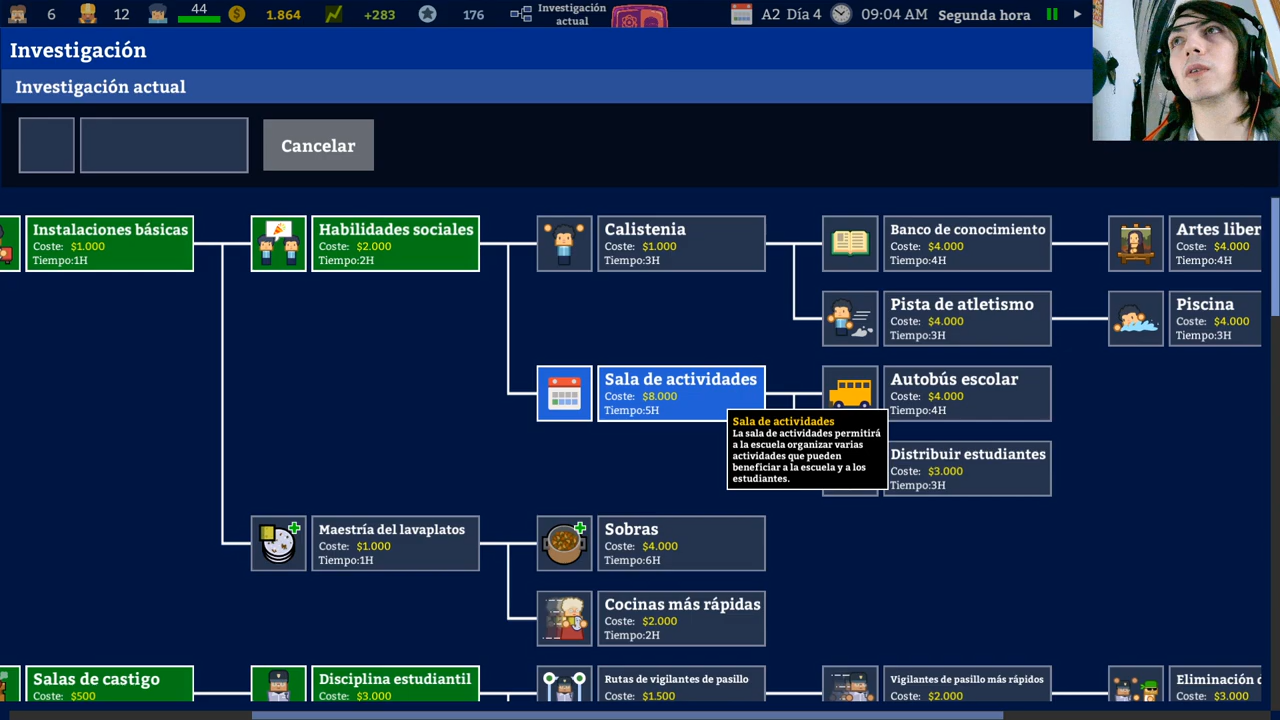 6 12 44 1.864 +283 176 Investigación actual A2 Día 4 09:04 AM Segunda hora
Investigación
Investigación actual
Cancelar
Instalaciones básicas
Coste: $1.000
Tiempo:1H
Habilidades sociales
Coste: $2.000
Tiempo:2H
Calistenia
Coste: $1.000
Tiempo:3H
Banco de conocimiento
Coste: $4.000
Tiempo:4H
Artes liber
Coste: $4.000
Tiempo:4H
Pista de atletismo
Coste: $4.000
Tiempo:3H
Piscina
Coste: $4.000
Tiempo:3H
Sala de actividades
Coste: $8.000
Tiempo:5H
Autobús escolar
Coste: $4.000
Tiempo:4H
Sala de actividades
La sala de actividades permitirá
a la escuela organizar varias
actividades que pueden
beneficiar a la escuela y a los
estudiantes.
Distribuir estudiantes
Coste: $3.000
Tiempo:3H
Maestría del lavaplatos
Coste: $1.000
Tiempo:1H
Sobras
Coste: $4.000
Tiempo:6H
Cocinas más rápidas
Coste: $2.000
Tiempo:2H
Salas de castigo
Coste: $500
Disciplina estudiantil
Coste: $3.000
Rutas de vigilantes de pasillo
Coste: $1.500
Vigilantes de pasillo más rápidos
Coste: $2.000
Eliminación d
Coste: $3.000